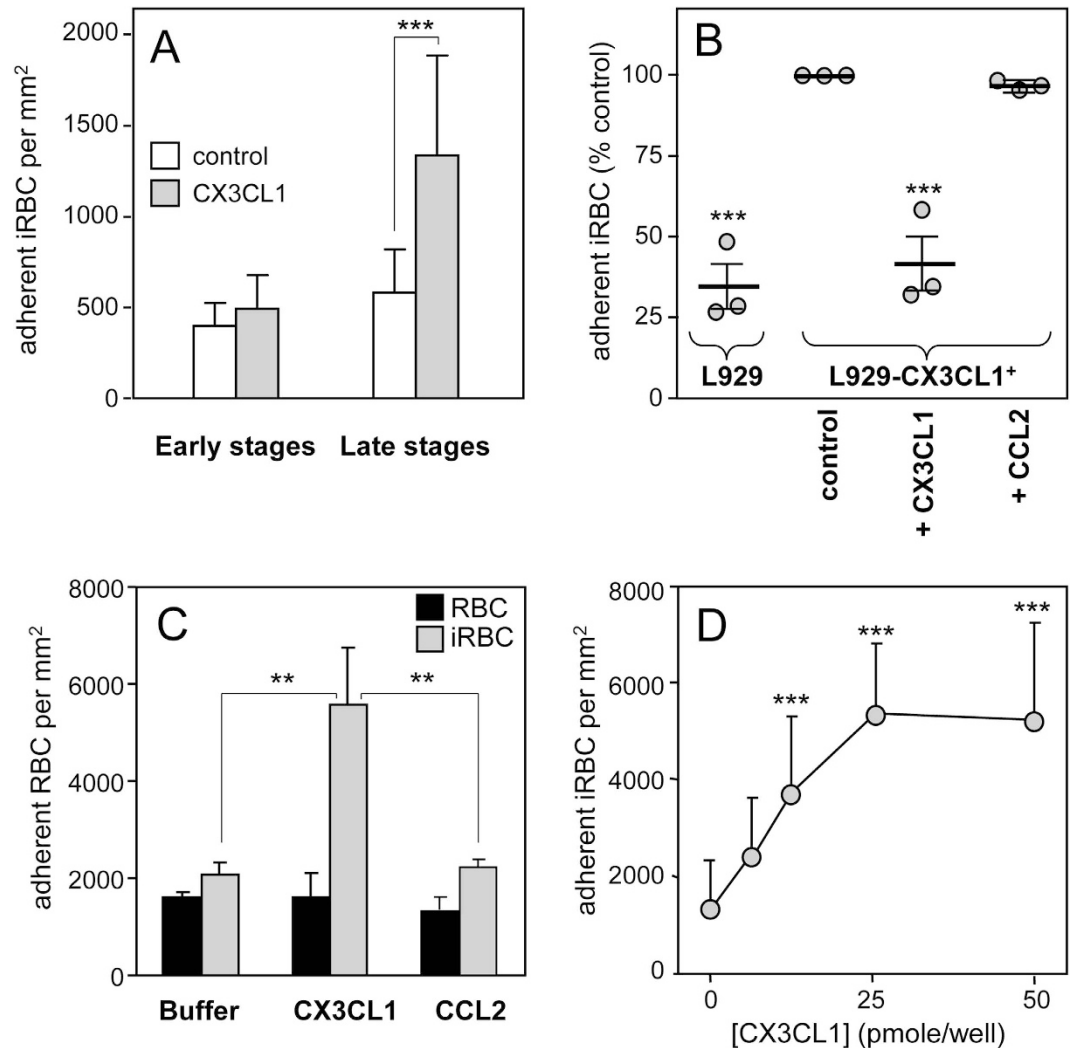 A
adherent iRBC per mm²
2000
1500
1000
500
0
***
control
CX3CL1
Early stages
Late stages
B
adherent iRBC (% control)
100
75
50
25
0
***
***
L929
L929-CX3CL1⁺
control
+ CX3CL1
+ CCL2
C
adherent RBC per mm²
8000
6000
4000
2000
0
RBC
iRBC
**
**
Buffer
CX3CL1
CCL2
D
adherent iRBC per mm²
8000
6000
4000
2000
0
***
***
***
0
25
50
[CX3CL1] (pmole/well)